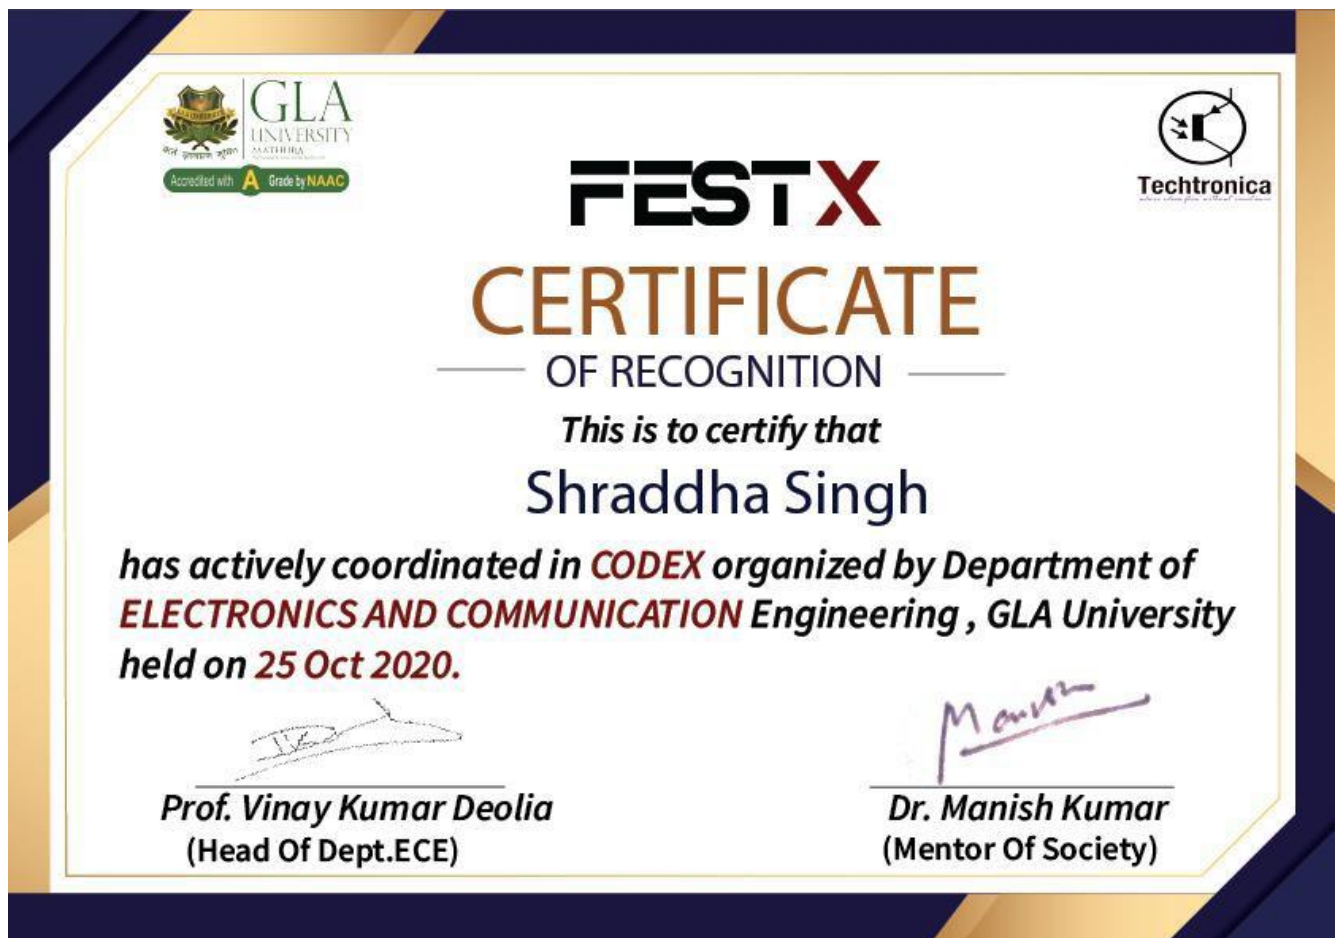 GLA
UNIVERSITY
MATHURA
Accredited with A Grade by NAAC
Techtronica
FESTX
CERTIFICATE
OF RECOGNITION
This is to certify that
Shraddha Singh
has actively coordinated in CODEX organized by Department of
ELECTRONICS AND COMMUNICATION Engineering , GLA University
held on 25 Oct 2020.
Prof. Vinay Kumar Deolia
(Head Of Dept.ECE)
Dr. Manish Kumar
(Mentor Of Society)